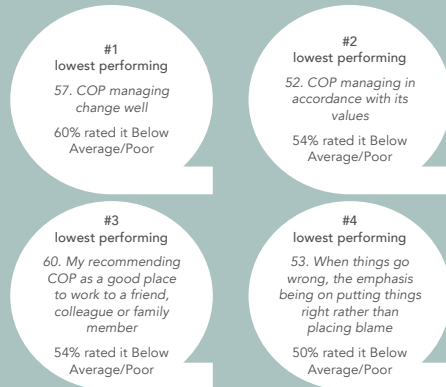 #1
lowest performing
57. COP managing
change well
60% rated it Below
Average/Poor
#2
lowest performing
52. COP managing in
accordance with its
values
54% rated it Below
Average/Poor
#3
lowest performing
60. My recommending
COP as a good place
to work to a friend,
colleague or family
member
54% rated it Below
Average/Poor
#4
lowest performing
53. When things go
wrong, the emphasis
being on putting things
right rather than
placing blame
50% rated it Below
Average/Poor